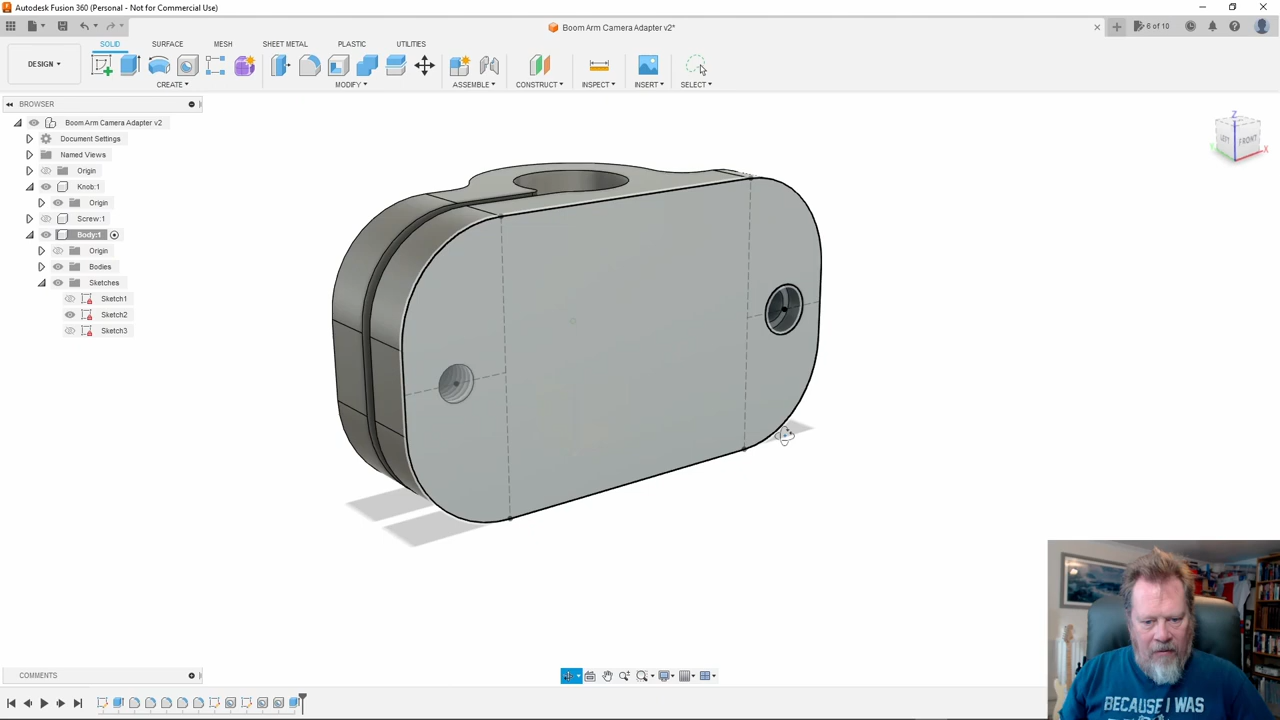 Autodesk Fusion 360 (Personal - Not for Commercial Use)
Boom Arm Camera Adapter v2*
6 of 10
SOLID SURFACE MESH SHEET METAL PLASTIC UTILITIES
DESIGN
CREATE MODIFY ASSEMBLE CONSTRUCT INSPECT INSERT SELECT
BROWSER
Boom Arm Camera Adapter v2
Document Settings
Named Views
Origin
Knob:1
Origin
Screw:1
Body:1
Origin
Bodies
Sketches
Sketch1
Sketch2
Sketch3
Z
LEFT FRONT
X
Y
COMMENTS
BECAUSE I WAS